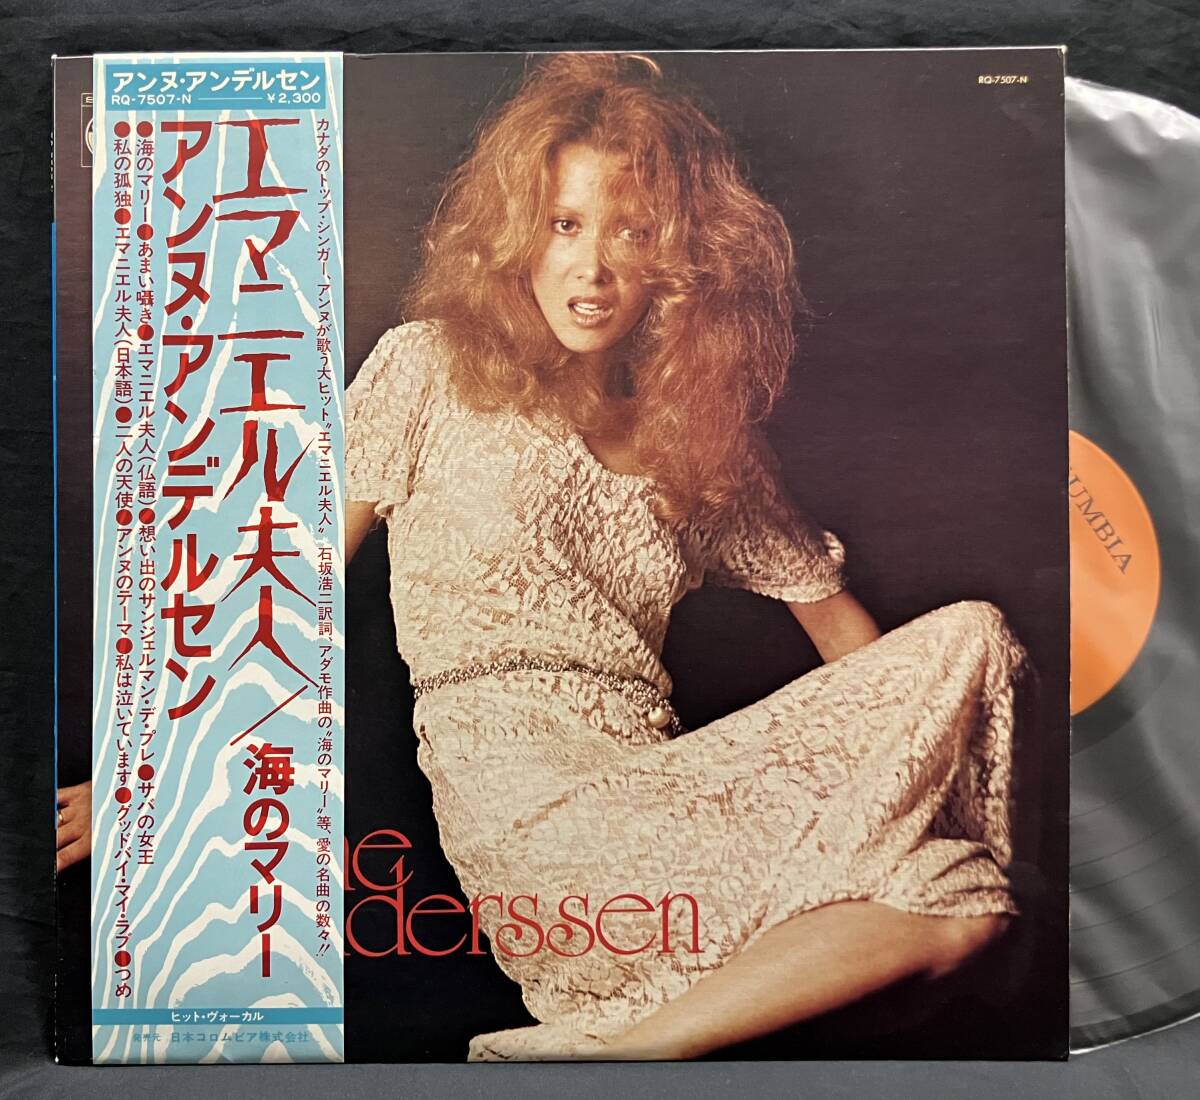 アンヌ・アンデルセン
RQ-7507-N ¥2,300
カナダのトップ・シンガー、アンヌが歌う大ヒット〝エマニエル夫人〟石坂浩二訳詞、アダモ作曲の〝海のマリー〟等、愛の名曲の数々!!
エマニエル夫人/海のマリー
アンヌ・アンデルセン
●海のマリー●あまい囁き●エマニエル夫人(仏語)●想い出のサンジェルマン・デ・プレ●サバの女王
●私の孤独●エマニエル夫人(日本語)●二人の天使●アンヌのテーマ●私は泣いています●グッドバイ・マイ・ラブ●つめ
ヒット・ヴォーカル
発売元 日本コロムビア株式会社
RQ-7507-N
ne
derssen
UMBIA